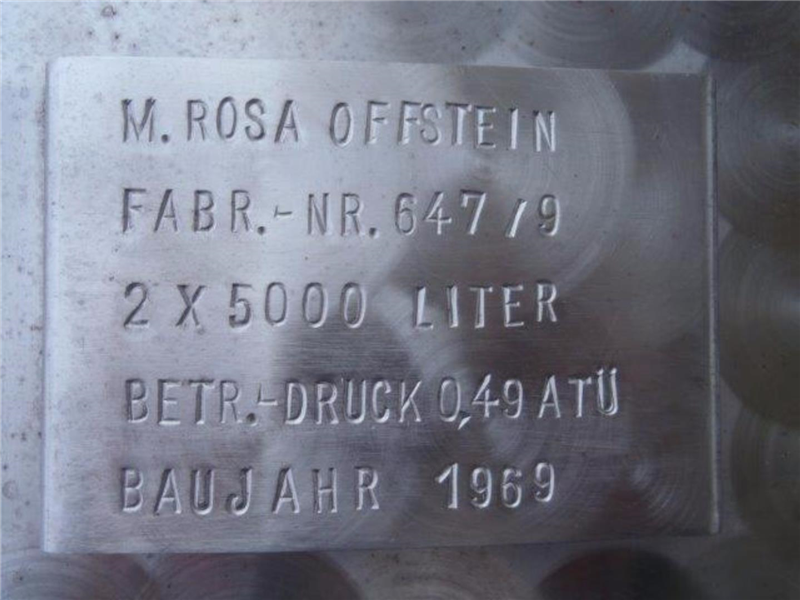 M. ROSA OFFSTEIN
FABR.-NR. 647/9
2 X 5000 LITER
BETR.-DRUCK 0,49 ATÜ
BAUJAHR 1969